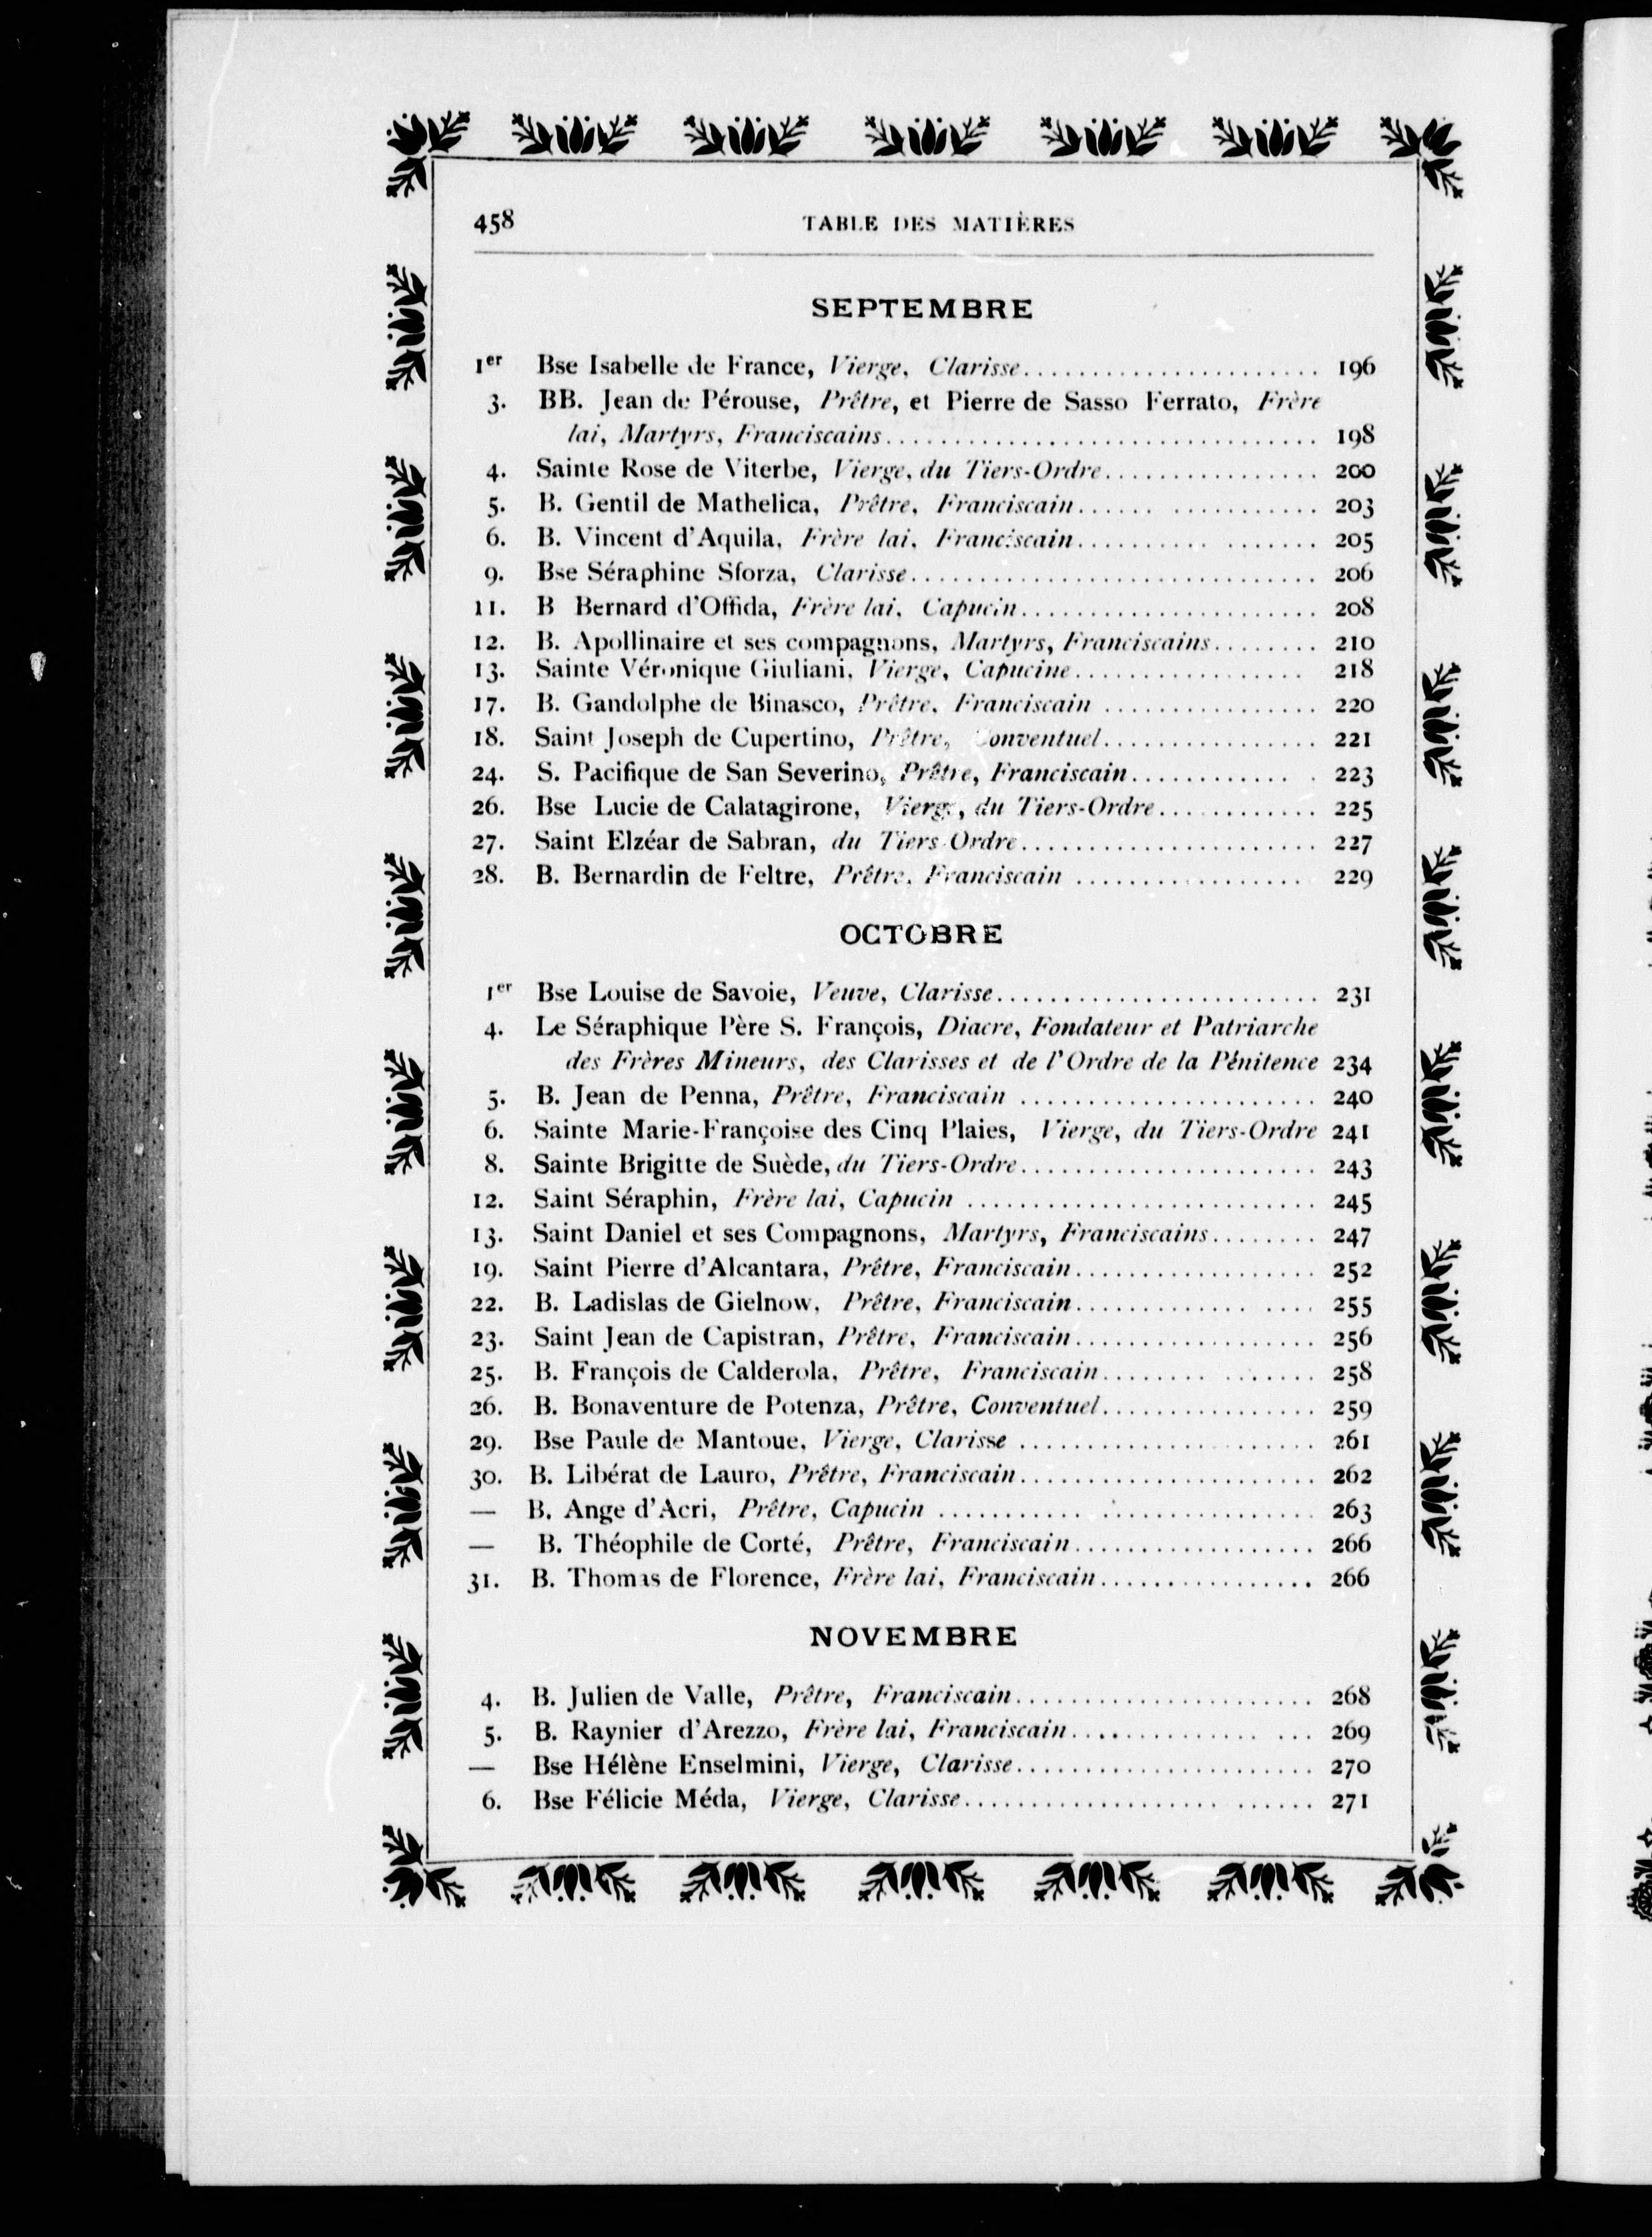 458 TABLE DES MATIÈRES
SEPTEMBRE
1er Bse Isabelle de France, Vierge, Clarisse...................... 196
3. BB. Jean de Pérouse, Prêtre, et Pierre de Sasso Ferrato, Frère
lai, Martyrs, Franciscains................................ 198
4. Sainte Rose de Viterbe, Vierge, du Tiers-Ordre................ 200
5. B. Gentil de Mathelica, Prêtre, Franciscain...... ........... 203
6. B. Vincent d'Aquila, Frère lai, Franciscain.......... ....... 205
9. Bse Séraphine Sforza, Clarisse............................... 206
11. B Bernard d'Offida, Frère lai, Capucin...................... 208
12. B. Apollinaire et ses compagnons, Martyrs, Franciscains........ 210
13. Sainte Véronique Giuliani, Vierge, Capucine................. 218
17. B. Gandolphe de Binasco, Prêtre, Franciscain ................ 220
18. Saint Joseph de Cupertino, Prêtre, Conventuel................ 221
24. S. Pacifique de San Severino, Prêtre, Franciscain............ . 223
26. Bse Lucie de Calatagirone, Vierge, du Tiers-Ordre............ 225
27. Saint Elzéar de Sabran, du Tiers-Ordre...................... 227
28. B. Bernardin de Feltre, Prêtre, Franciscain .................. 229
OCTOBRE
1er Bse Louise de Savoie, Veuve, Clarisse........................ 231
4. Le Séraphique Père S. François, Diacre, Fondateur et Patriarche
des Frères Mineurs, des Clarisses et de l'Ordre de la Pénitence 234
5. B. Jean de Penna, Prêtre, Franciscain ...................... 240
6. Sainte Marie-Françoise des Cinq Plaies, Vierge, du Tiers-Ordre 241
8. Sainte Brigitte de Suède, du Tiers-Ordre...................... 243
12. Saint Séraphin, Frère lai, Capucin .......................... 245
13. Saint Daniel et ses Compagnons, Martyrs, Franciscains........ 247
19. Saint Pierre d'Alcantara, Prêtre, Franciscain.................. 252
22. B. Ladislas de Gielnow, Prêtre, Franciscain............. .... 255
23. Saint Jean de Capistran, Prêtre, Franciscain.................. 256
25. B. François de Calderola, Prêtre, Franciscain........ ....... 258
26. B. Bonaventure de Potenza, Prêtre, Conventuel................ 259
29. Bse Paule de Mantoue, Vierge, Clarisse ...................... 261
30. B. Libérat de Lauro, Prêtre, Franciscain...................... 262
— B. Ange d'Acri, Prêtre, Capucin ............................ 263
— B. Théophile de Corté, Prêtre, Franciscain.................. 266
31. B. Thomas de Florence, Frère lai, Franciscain................ 266
NOVEMBRE
4. B. Julien de Valle, Prêtre, Franciscain...................... 268
5. B. Raynier d'Arezzo, Frère lai, Franciscain.............. ... 269
— Bse Hélène Enselmini, Vierge, Clarisse...................... 270
6. Bse Félicie Méda, Vierge, Clarisse................... ...... 271